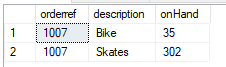 orderref description onHand
1 1007 Bike 35
2 1007 Skates 302